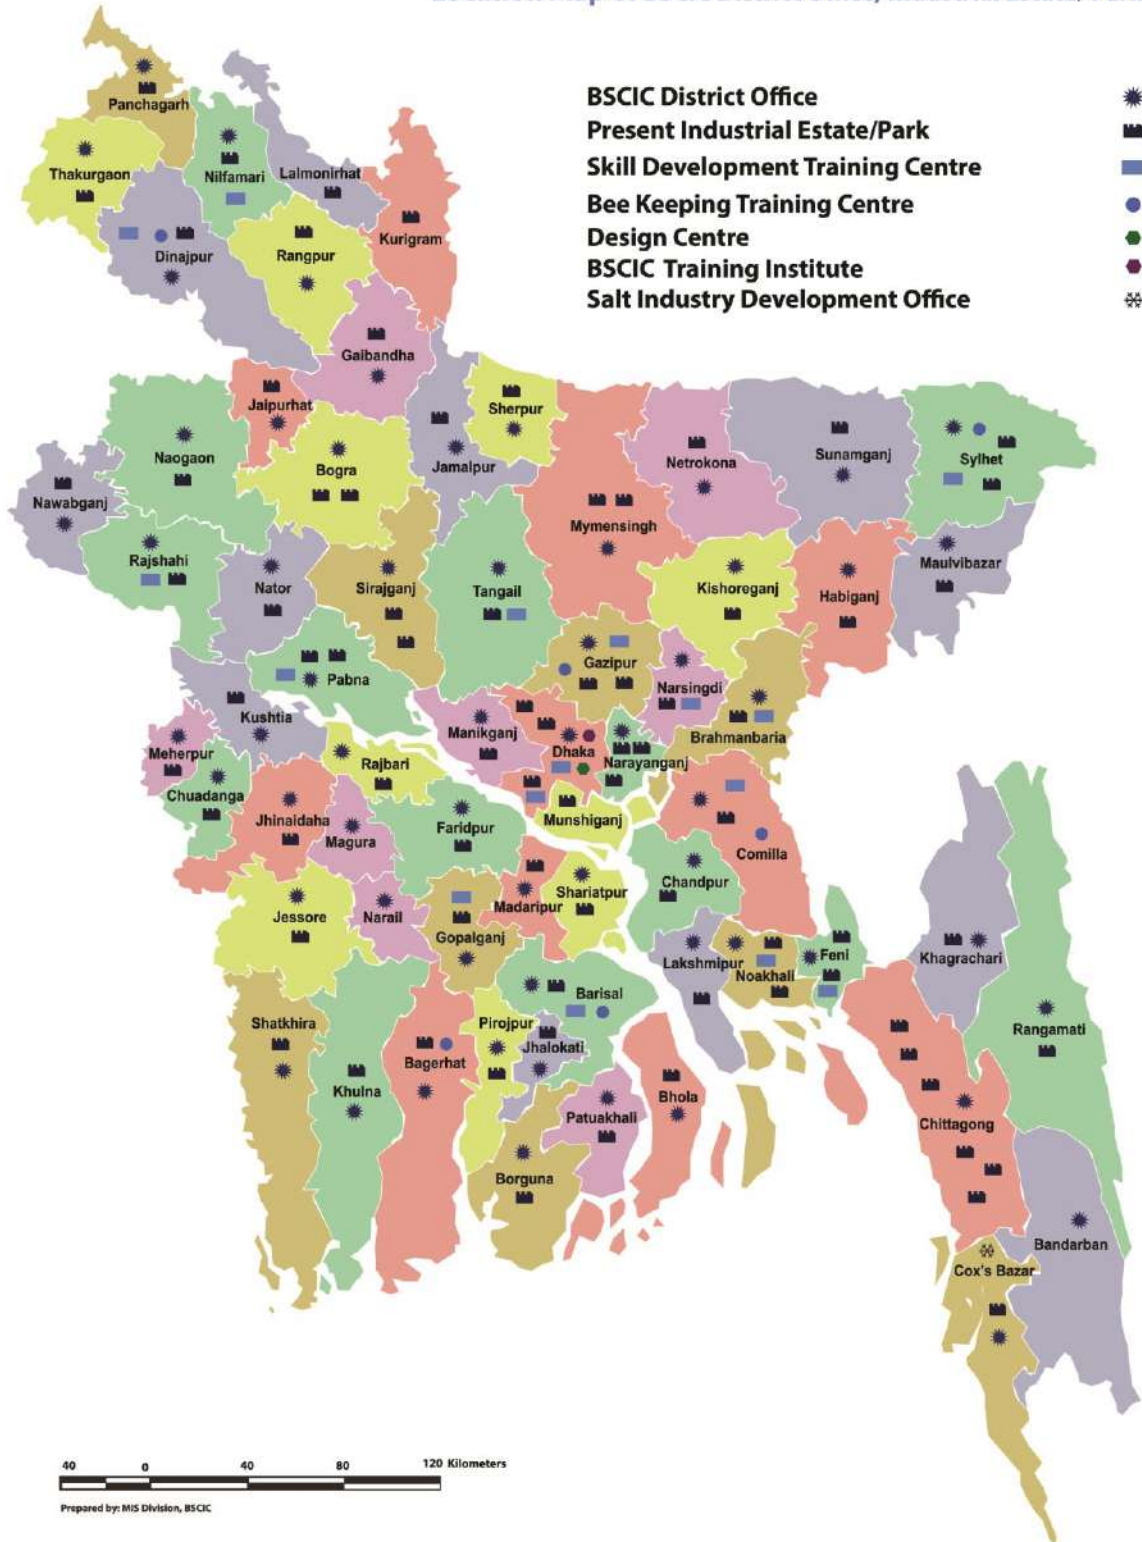 BSCIC District Office
Present Industrial Estate/Park
Skill Development Training Centre
Bee Keeping Training Centre
Design Centre
BSCIC Training Institute
Salt Industry Development Office
Panchagarh
Thakurgaon
Nilfamari
Lalmonirhat
Dinajpur
Rangpur
Kurigram
Gaibandha
Jaipurhat
Sherpur
Naogaon
Bogra
Jamalpur
Netrokona
Sunamganj
Sylhet
Nawabganj
Mymensingh
Rajshahi
Nator
Sirajganj
Tangail
Kishoreganj
Habiganj
Maulvibazar
Pabna
Gazipur
Narsingdi
Kushtia
Manikganj
Dhaka
Narayanganj
Brahmanbaria
Meherpur
Rajbari
Chuadanga
Jhinaidaha
Magura
Faridpur
Munshiganj
Comilla
Jessore
Narail
Gopalganj
Madaripur
Shariatpur
Chandpur
Lakshmipur
Noakhali
Feni
Khagrachari
Shatkhira
Khulna
Bagerhat
Pirojpur
Barisal
Jhalokati
Rangamati
Patuakhali
Bhola
Chittagong
Borguna
Bandarban
Cox's Bazar
40 0 40 80 120 Kilometers
Prepared by: MIS Division, BSCIC